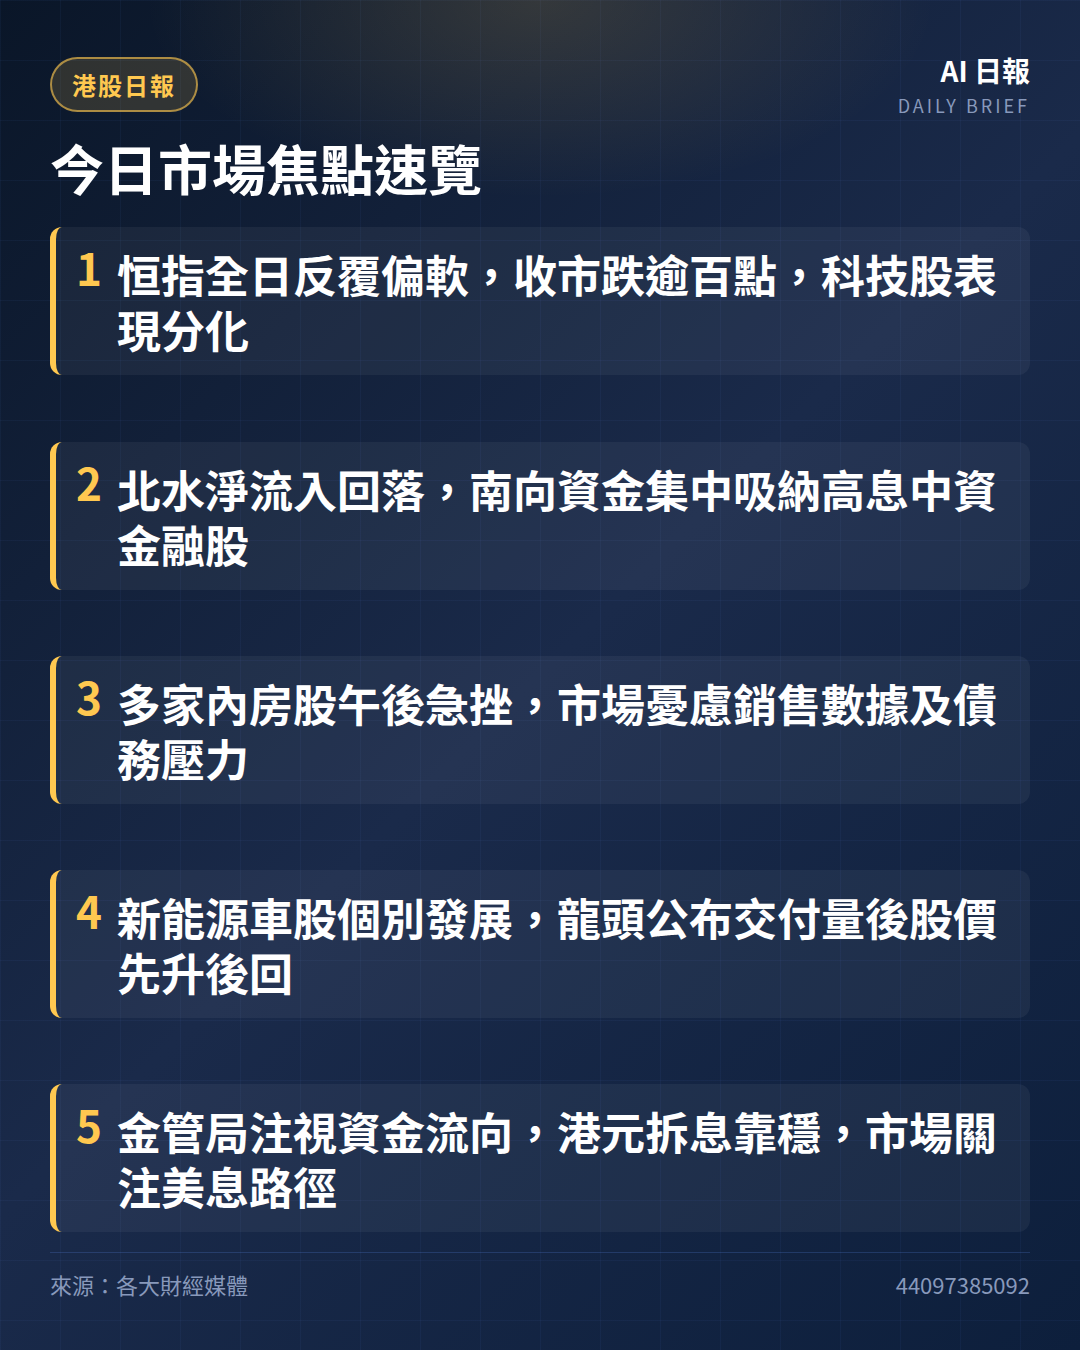 港股日報
AI 日報
DAILY BRIEF
今日市場焦點速覽
1 恒指全日反覆偏軟，收市跌逾百點，科技股表
現分化
2 北水淨流入回落，南向資金集中吸納高息中資
金融股
3 多家內房股午後急挫，市場憂慮銷售數據及債
務壓力
4 新能源車股個別發展，龍頭公布交付量後股價
先升後回
5 金管局注視資金流向，港元拆息靠穩，市場關
注美息路徑
來源：各大財經媒體
44097385092